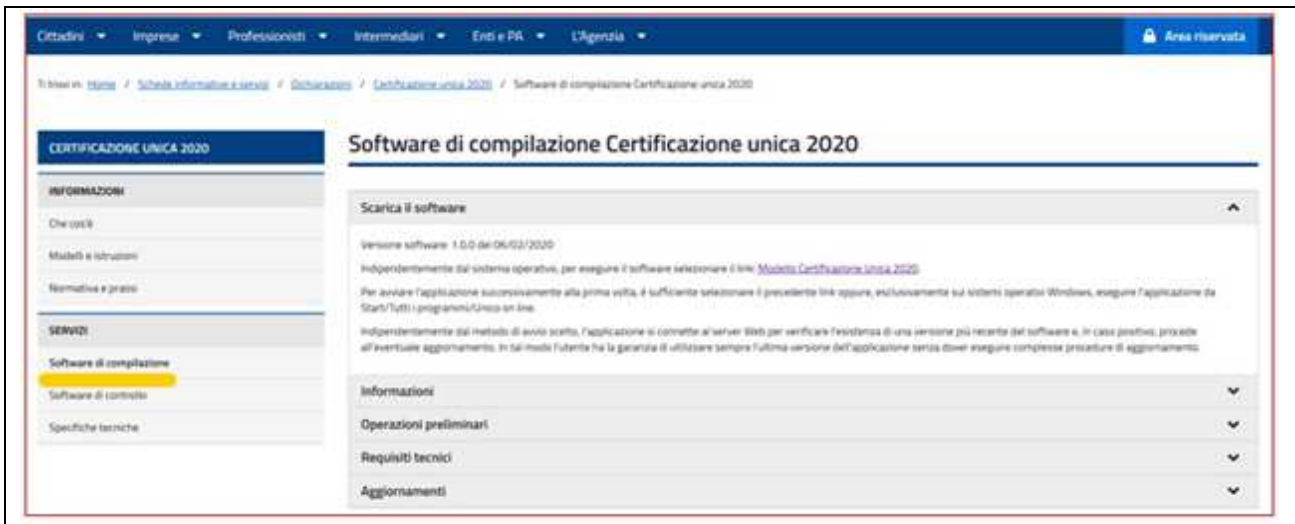 Cittadini Imprese Professionisti Intermediari Enti e PA L'Agenzia Area riservata
Ti trovi in: Home / Schede informative e servizi / Dichiarazioni / Certificazione unica 2020 / Software di compilazione Certificazione unica 2020
CERTIFICAZIONE UNICA 2020
INFORMAZIONI
Che cos'è
Modelli e istruzioni
Normativa e prassi
SERVIZI
Software di compilazione
Software di controllo
Specifiche tecniche
Software di compilazione Certificazione unica 2020
Scarica il software
Versione software: 1.0.0 del 06/02/2020
Indipendentemente dal sistema operativo, per eseguire il software selezionare il link: Modello Certificazione Unica 2020.
Per avviare l'applicazione successivamente alla prima volta, è sufficiente selezionare il precedente link oppure, esclusivamente sui sistemi operativi Windows, eseguire l'applicazione da
Start/Tutti i programmi/Unico on line.
Indipendentemente dal metodo di avvio scelto, l'applicazione si connette al server Web per verificare l'esistenza di una versione più recente del software e, in caso positivo, procede
all'eventuale aggiornamento. In tal modo l'utente ha la garanzia di utilizzare sempre l'ultima versione dell'applicazione senza dover eseguire complesse procedure di aggiornamento.
Informazioni
Operazioni preliminari
Requisiti tecnici
Aggiornamenti